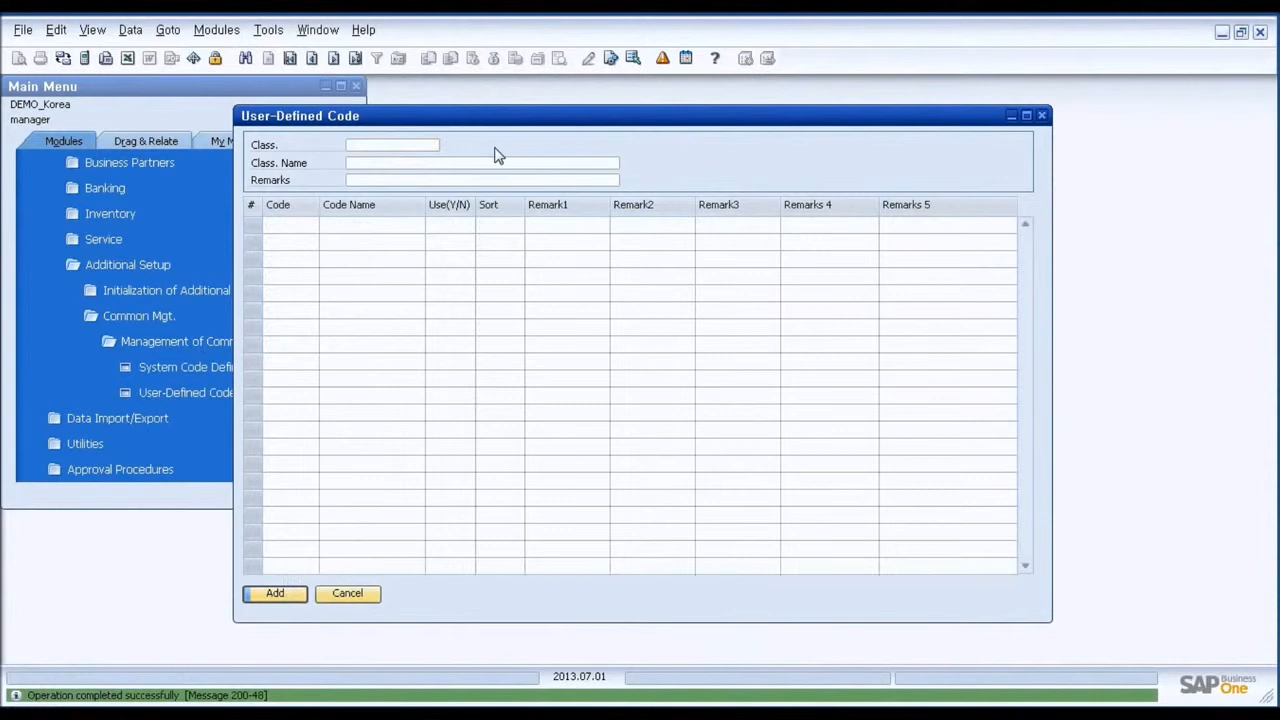 File Edit View Data Goto Modules Tools Window Help
Main Menu
DEMO_Korea
manager
Modules Drag & Relate My M
Business Partners
Banking
Inventory
Service
Additional Setup
Initialization of Additional
Common Mgt.
Management of Comm
System Code Defi
User-Defined Code
Data Import/Export
Utilities
Approval Procedures
User-Defined Code
Class.
Class. Name
Remarks
# Code Code Name Use(Y/N) Sort Remark1 Remark2 Remark3 Remarks 4 Remarks 5
Add Cancel
2013.07.01
Operation completed successfully [Message 200-48]
SAP Business One